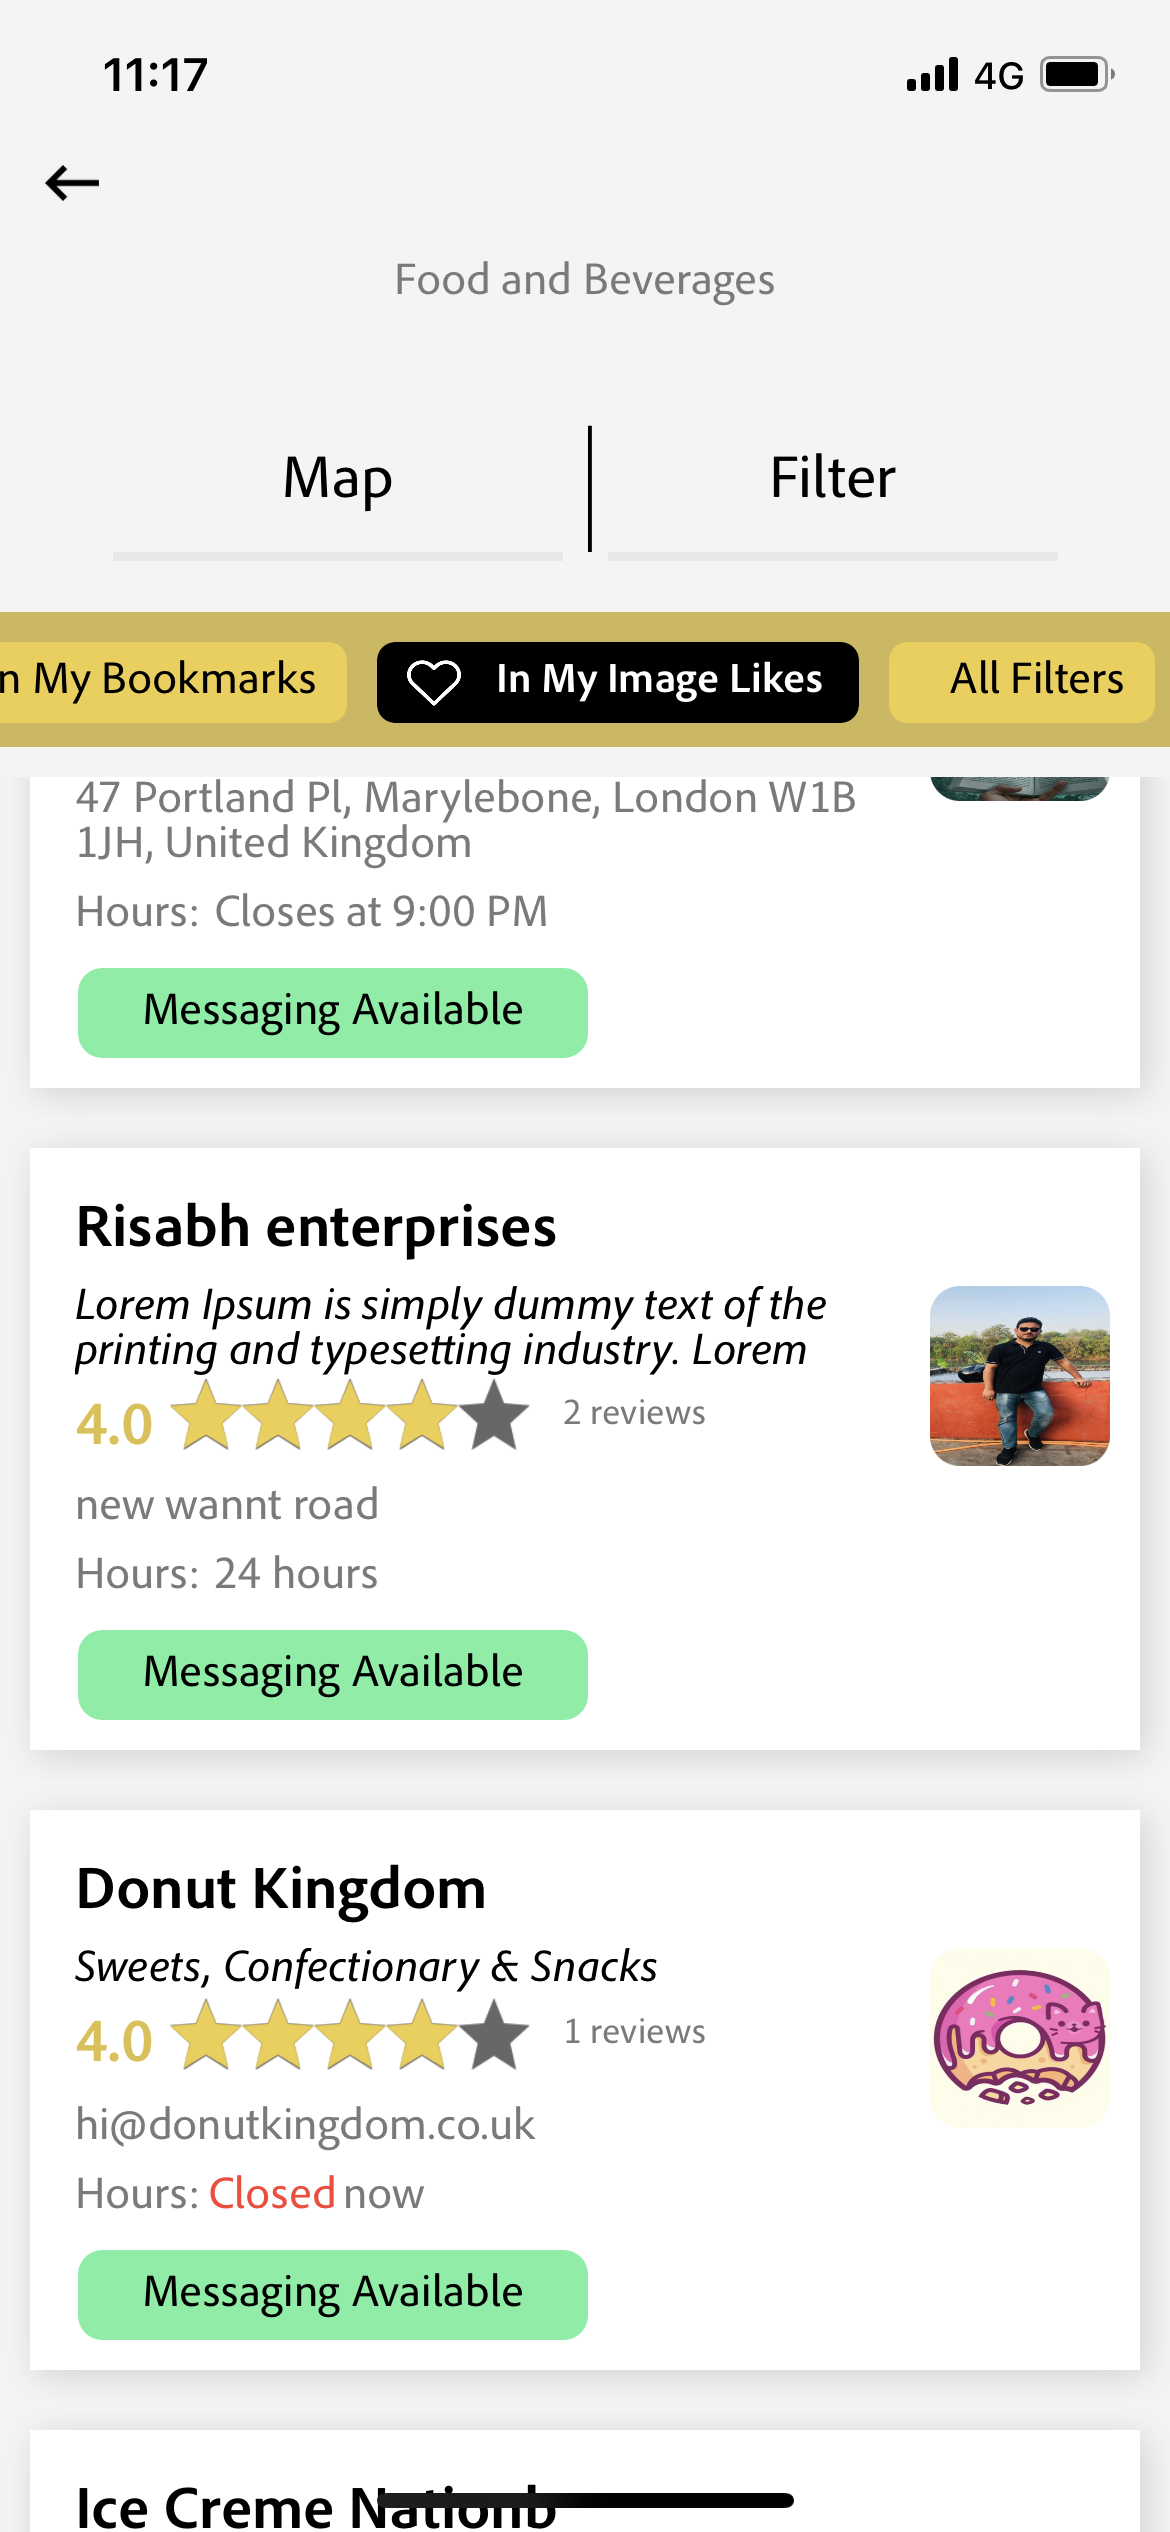 11:17
4G
Food and Beverages
Map
Filter
n My Bookmarks
In My Image Likes
All Filters
47 Portland Pl, Marylebone, London W1B
1JH, United Kingdom
Hours: Closes at 9:00 PM
Messaging Available
Risabh enterprises
Lorem Ipsum is simply dummy text of the
printing and typesetting industry. Lorem
4.0
2 reviews
new wannt road
Hours: 24 hours
Messaging Available
Donut Kingdom
Sweets, Confectionary & Snacks
4.0
1 reviews
hi@donutkingdom.co.uk
Hours: Closed now
Messaging Available
Ice Creme Nationb